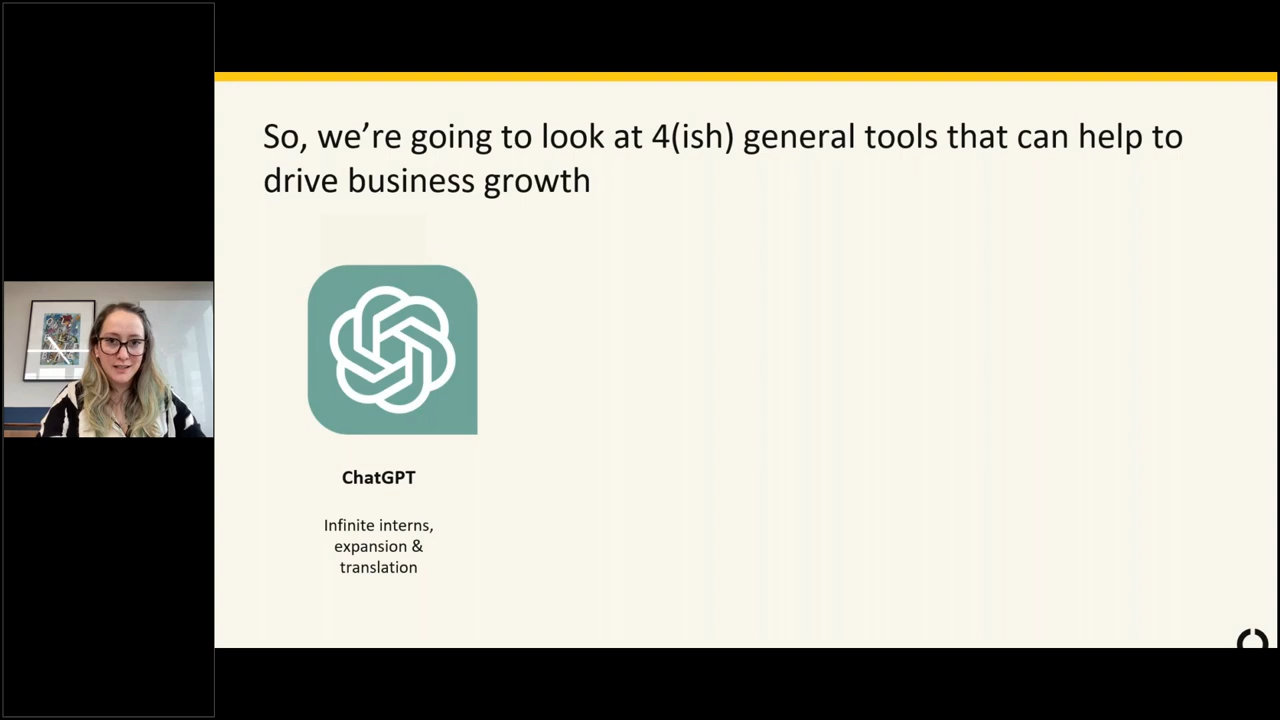 So, we’re going to look at 4(ish) general tools that can help to
drive business growth
ChatGPT
Infinite interns,
expansion &
translation